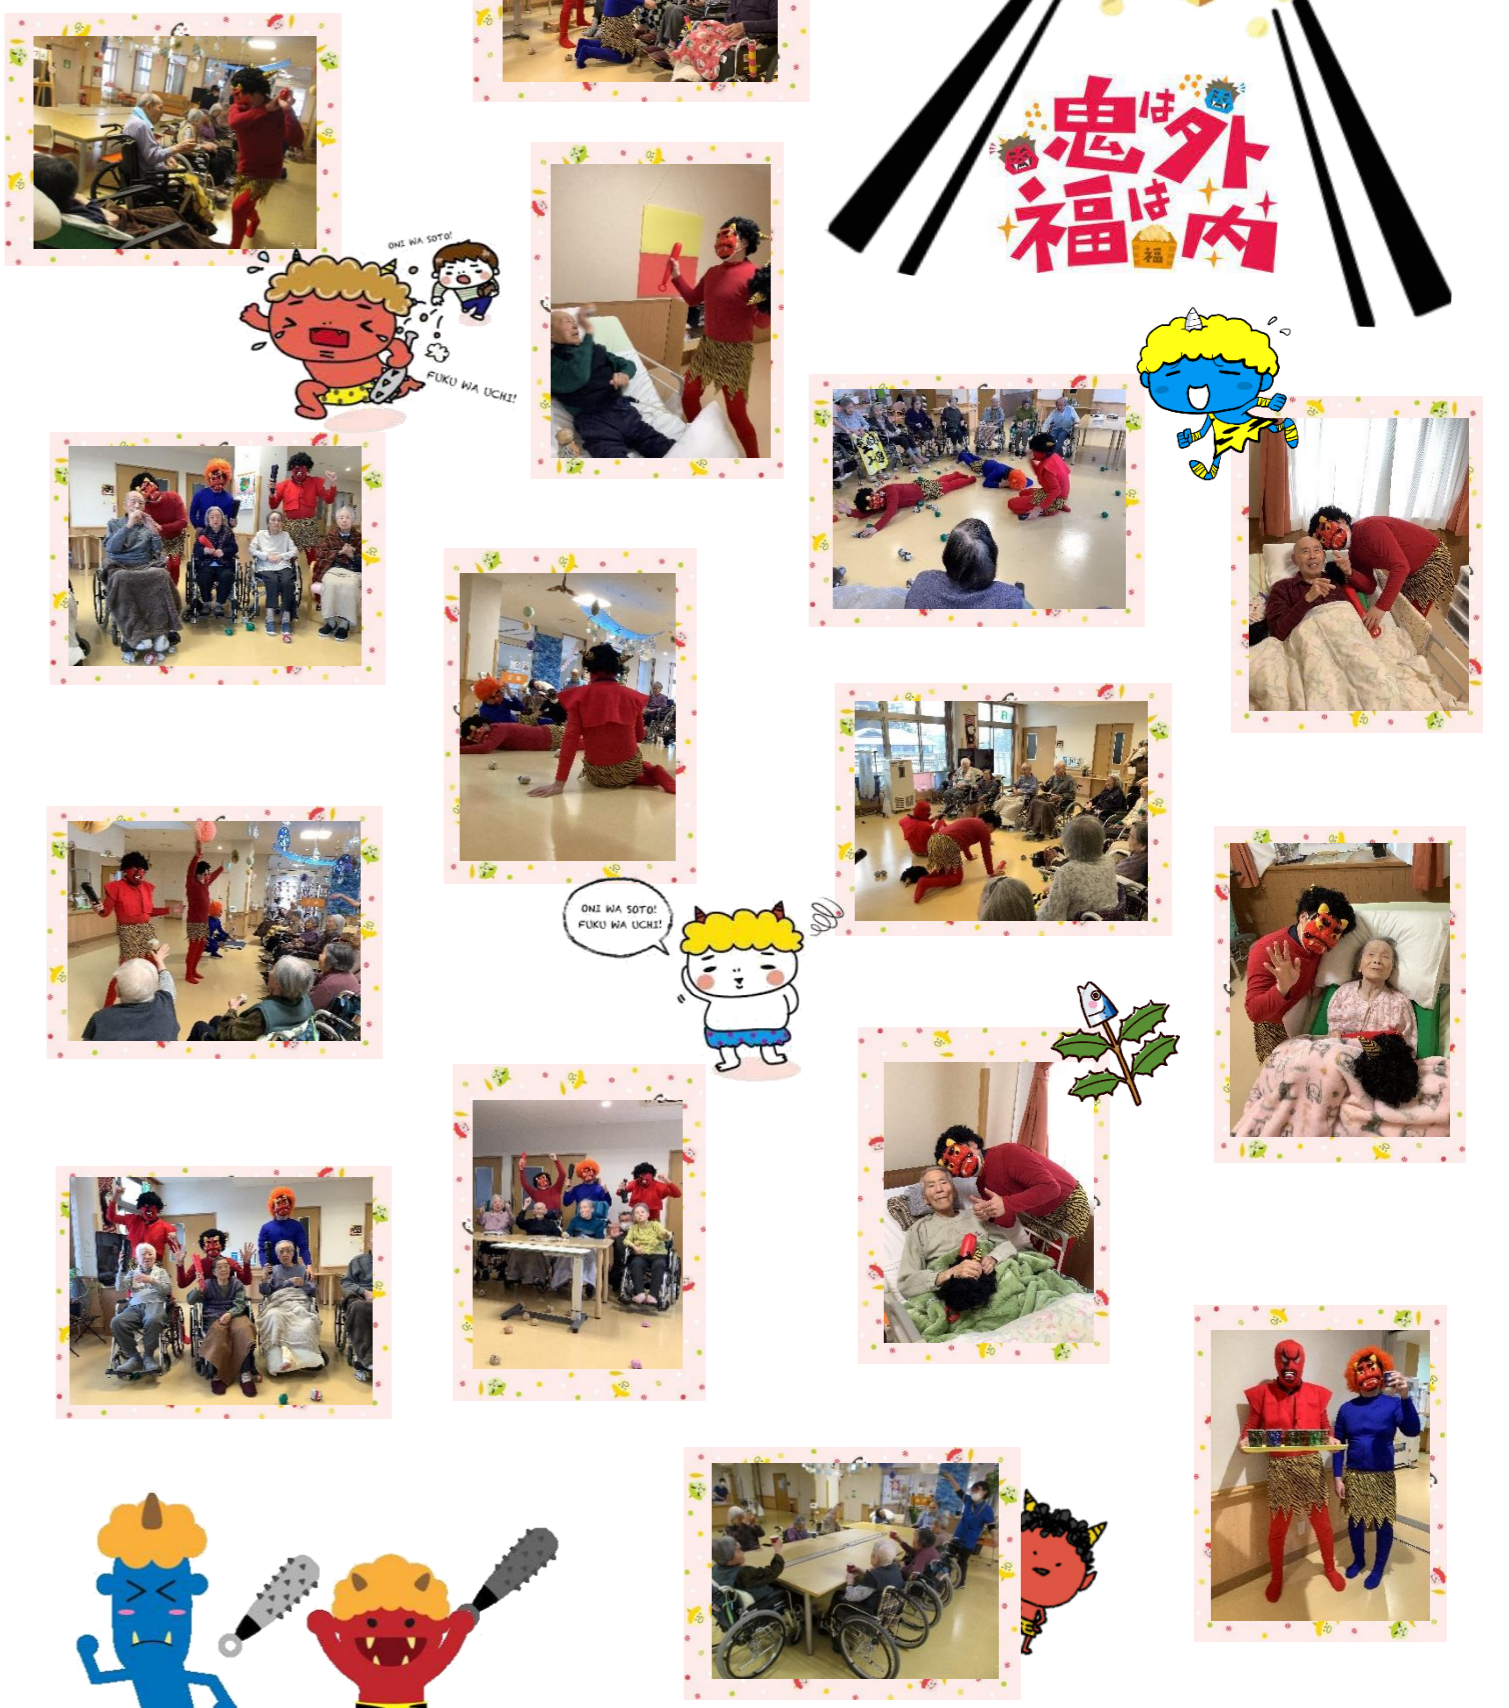 鬼は外
福は内
福
ONI WA SOTO!
FUKU WA UCHI!
ONI WA SOTO!
FUKU WA UCHI!